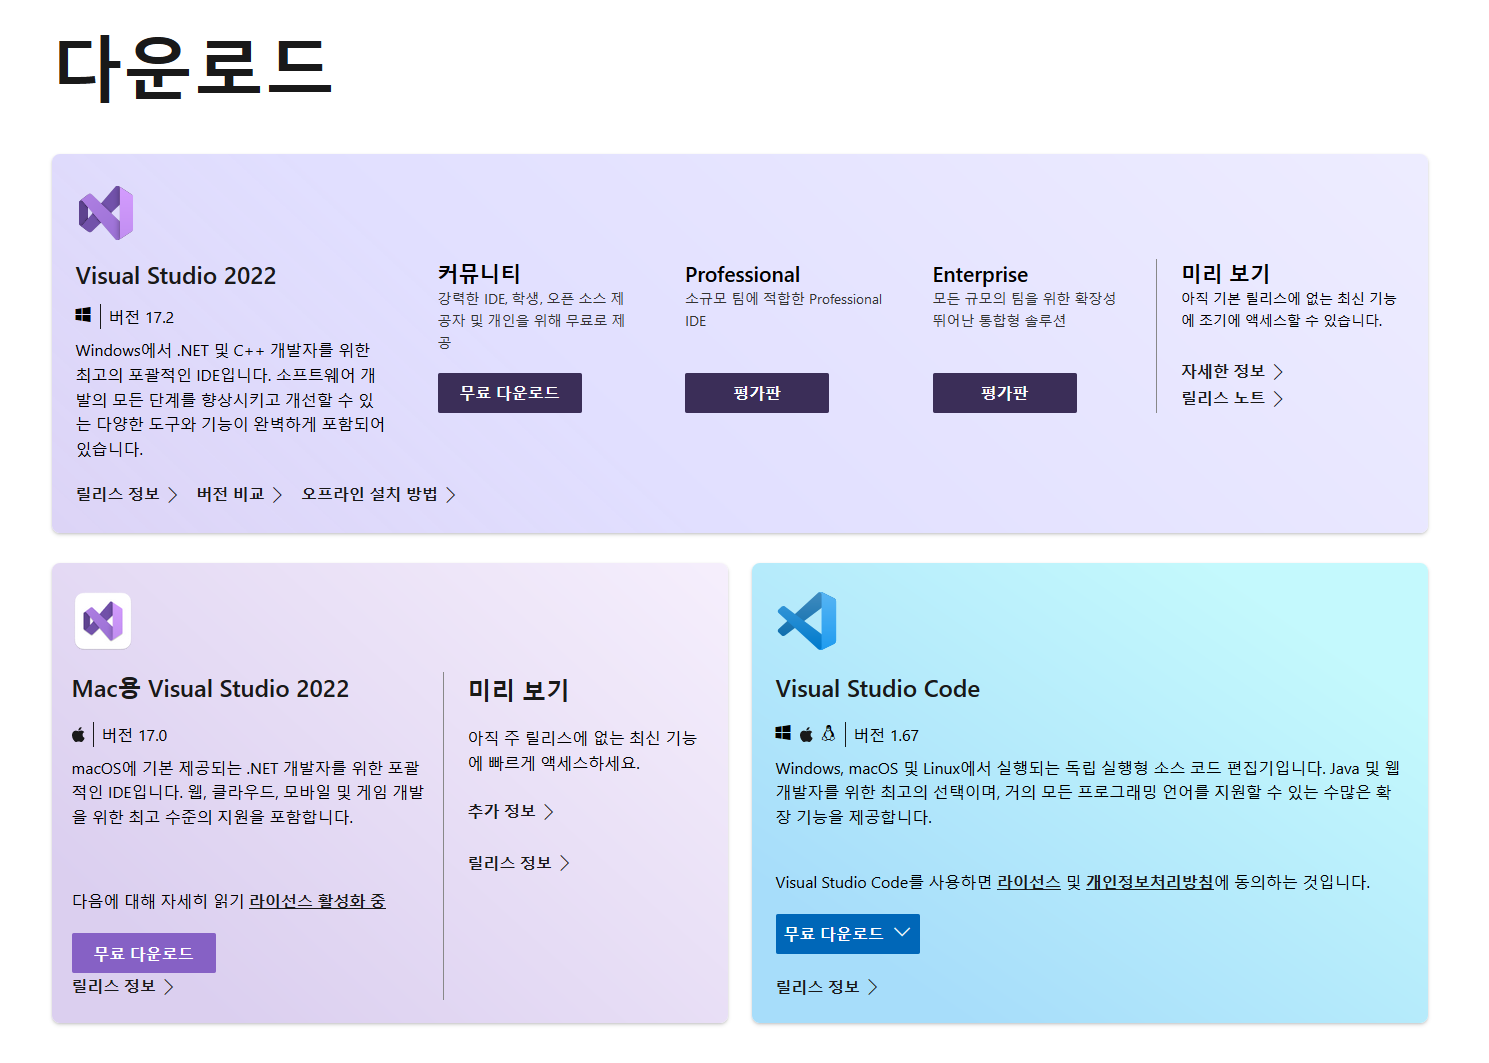 다운로드
Visual Studio 2022
버전 17.2
Windows에서 .NET 및 C++ 개발자를 위한
최고의 포괄적인 IDE입니다. 소프트웨어 개
발의 모든 단계를 향상시키고 개선할 수 있
는 다양한 도구와 기능이 완벽하게 포함되어
있습니다.
커뮤니티
강력한 IDE, 학생, 오픈 소스 제
공자 및 개인을 위해 무료로 제
공
무료 다운로드
Professional
소규모 팀에 적합한 Professional
IDE
평가판
Enterprise
모든 규모의 팀을 위한 확장성
뛰어난 통합형 솔루션
평가판
미리 보기
아직 기본 릴리스에 없는 최신 기능
에 조기에 액세스할 수 있습니다.
자세한 정보
릴리스 노트
릴리스 정보 버전 비교 오프라인 설치 방법
Mac용 Visual Studio 2022
버전 17.0
macOS에 기본 제공되는 .NET 개발자를 위한 포괄
적인 IDE입니다. 웹, 클라우드, 모바일 및 게임 개발
을 위한 최고 수준의 지원을 포함합니다.
다음에 대해 자세히 읽기 라이선스 활성화 중
무료 다운로드
릴리스 정보
미리 보기
아직 주 릴리스에 없는 최신 기능
에 빠르게 액세스하세요.
추가 정보
릴리스 정보
Visual Studio Code
버전 1.67
Windows, macOS 및 Linux에서 실행되는 독립 실행형 소스 코드 편집기입니다. Java 및 웹
개발자를 위한 최고의 선택이며, 거의 모든 프로그래밍 언어를 지원할 수 있는 수많은 확
장 기능을 제공합니다.
Visual Studio Code를 사용하면 라이선스 및 개인정보처리방침에 동의하는 것입니다.
무료 다운로드
릴리스 정보